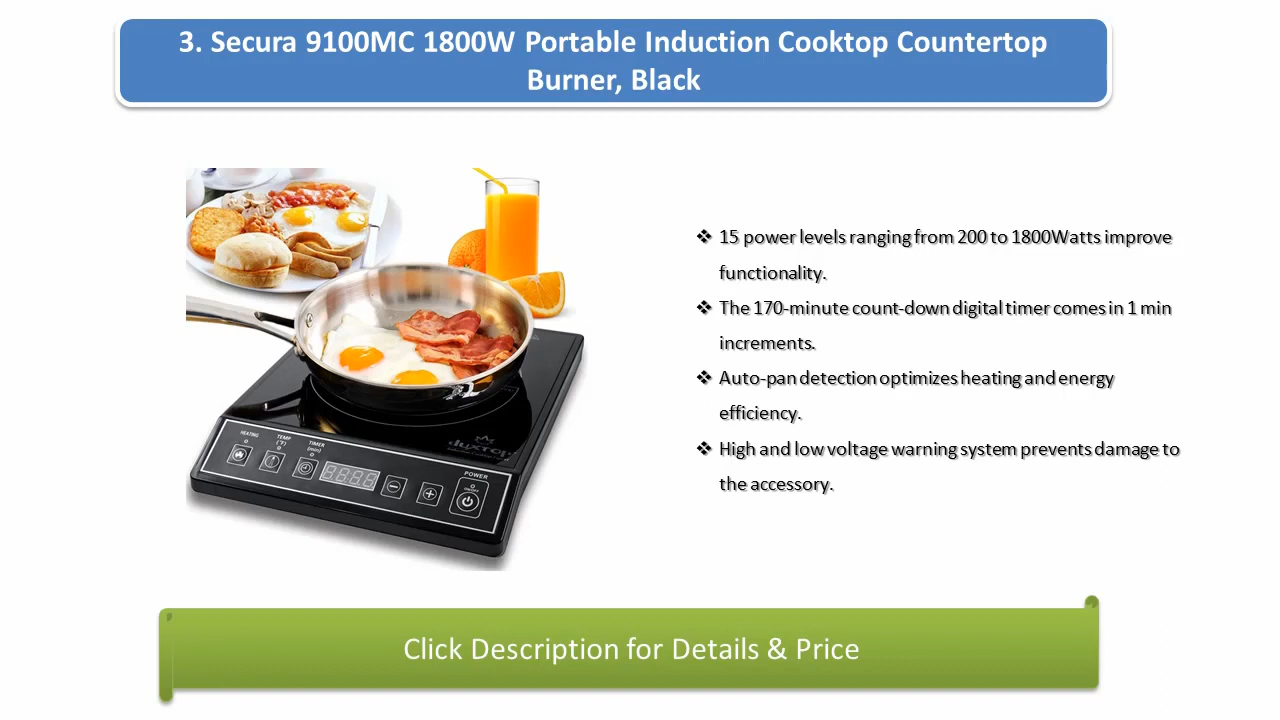 3. Secura 9100MC 1800W Portable Induction Cooktop Countertop
Burner, Black
❖ 15 power levels ranging from 200 to 1800Watts improve
functionality.
❖ The 170-minute count-down digital timer comes in 1 min
increments.
❖ Auto-pan detection optimizes heating and energy
efficiency.
❖ High and low voltage warning system prevents damage to
the accessory.
HEATING
TEMP
(°F)
TIMER
(min)
duxtop
POWER
ON/OFF
Click Description for Details & Price